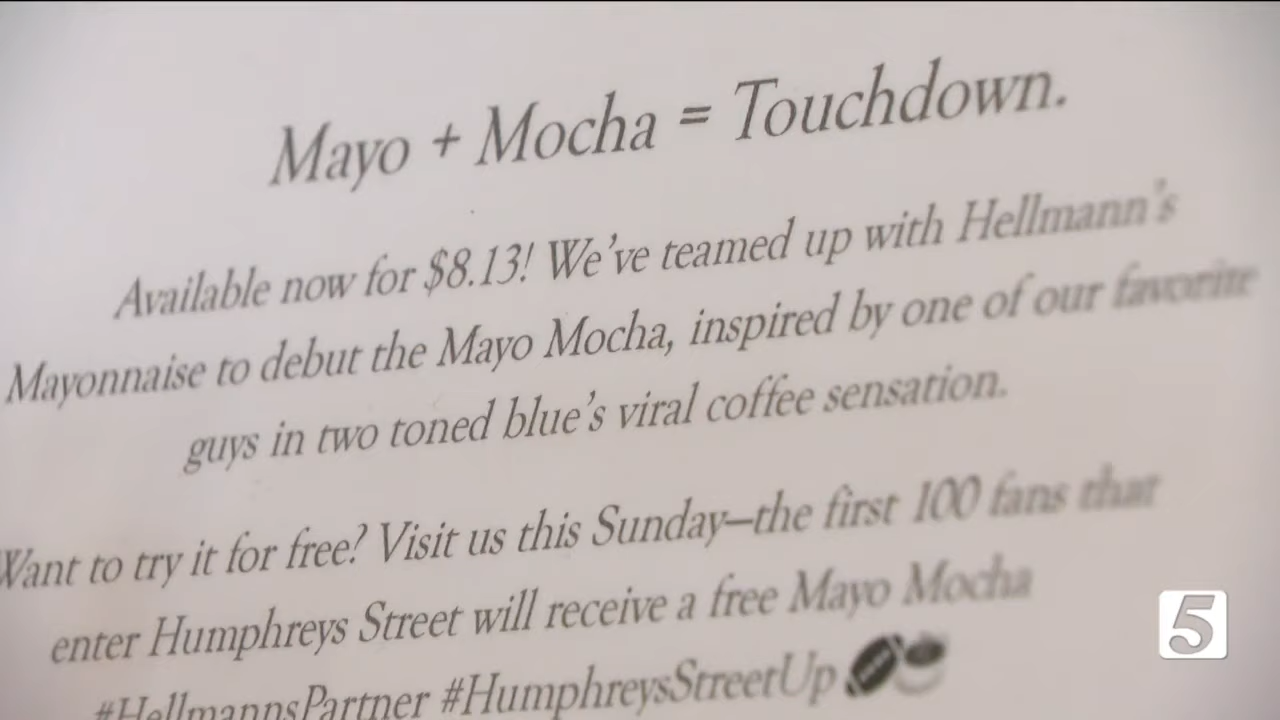 Mayo + Mocha = Touchdown.
Available now for $8.13! We've teamed up with Hellmann's
Mayonnaise to debut the Mayo Mocha, inspired by one of our favorite
guys in two toned blue's viral coffee sensation.
Want to try it for free? Visit us this Sunday—the first 100 fans that
enter Humphreys Street will receive a free Mayo Mocha
#HellmannsPartner #HumphreysStreetUp 🏈☕
5